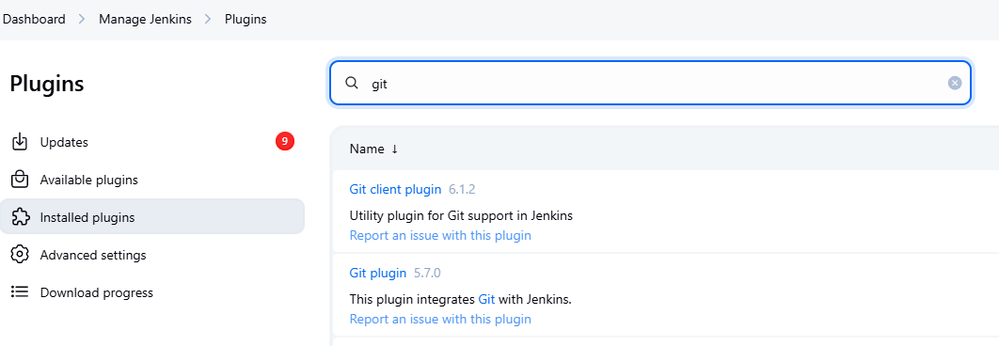 Dashboard > Manage Jenkins > Plugins
Plugins
git
Updates 9
Available plugins
Installed plugins
Advanced settings
Download progress
Name ↓
Git client plugin 6.1.2
Utility plugin for Git support in Jenkins
Report an issue with this plugin
Git plugin 5.7.0
This plugin integrates Git with Jenkins.
Report an issue with this plugin